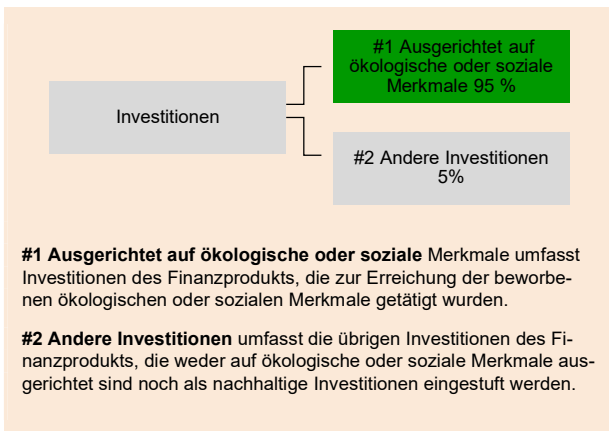 #1 Ausgerichtet auf
ökologische oder soziale
Merkmale 95 %
Investitionen
#2 Andere Investitionen
5%
#1 Ausgerichtet auf ökologische oder soziale Merkmale umfasst
Investitionen des Finanzprodukts, die zur Erreichung der beworbe-
nen ökologischen oder sozialen Merkmale getätigt wurden.
#2 Andere Investitionen umfasst die übrigen Investitionen des Fi-
nanzprodukts, die weder auf ökologische oder soziale Merkmale aus-
gerichtet sind noch als nachhaltige Investitionen eingestuft werden.